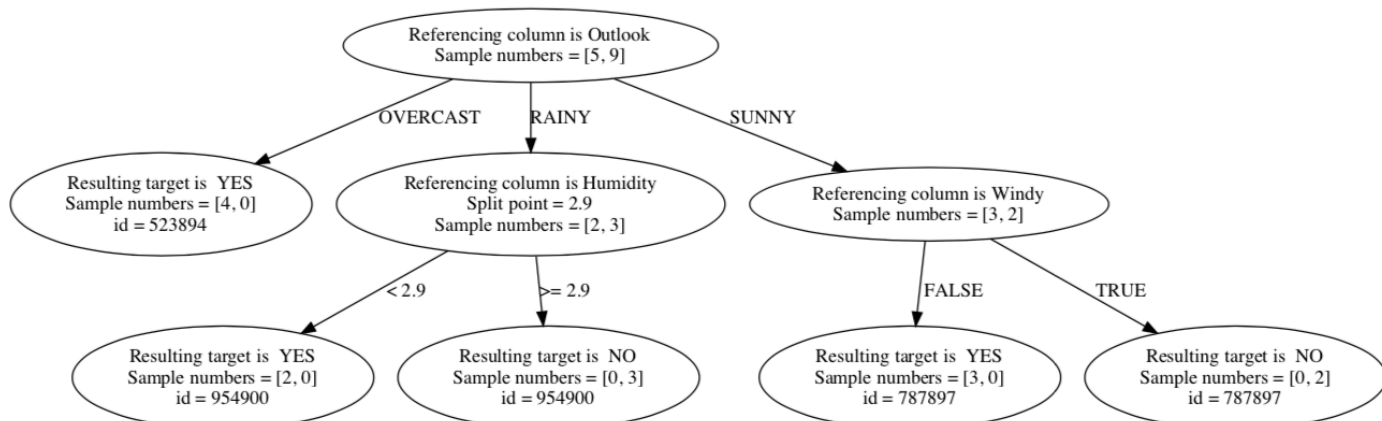 Referencing column is Outlook
Sample numbers = [5, 9]
OVERCAST
RAINY
SUNNY
Resulting target is YES
Sample numbers = [4, 0]
id = 523894
Referencing column is Humidity
Split point = 2.9
Sample numbers = [2, 3]
Referencing column is Windy
Sample numbers = [3, 2]
< 2.9
>= 2.9
FALSE
TRUE
Resulting target is YES
Sample numbers = [2, 0]
id = 954900
Resulting target is NO
Sample numbers = [0, 3]
id = 954900
Resulting target is YES
Sample numbers = [3, 0]
id = 787897
Resulting target is NO
Sample numbers = [0, 2]
id = 787897